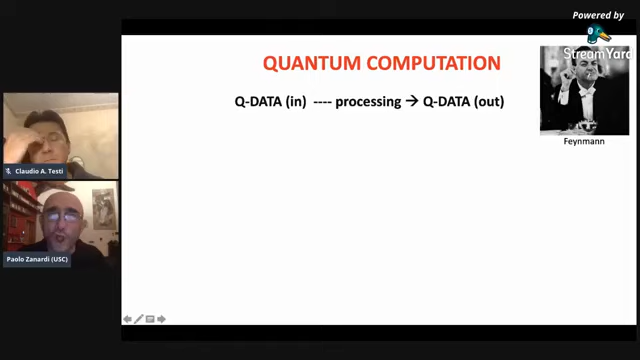 Powered by
StreamYard
QUANTUM COMPUTATION
Q-DATA (in) ---- processing → Q-DATA (out)
Feynmann
Claudio A. Testi
Paolo Zanardi (USC)